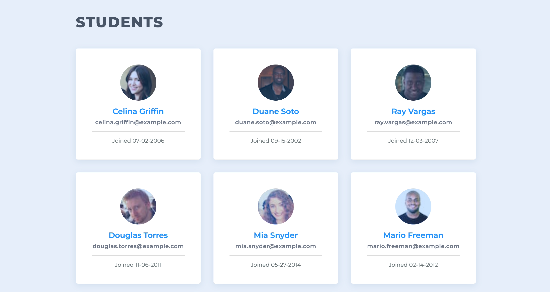 STUDENTS
Celina Griffin
celina.griffin@example.com
Joined 07-02-2006
Duane Soto
duane.soto@example.com
Joined 09-15-2002
Ray Vargas
ray.vargas@example.com
Joined 12-03-2007
Douglas Torres
douglas.torres@example.com
Joined 11-06-2011
Mia Snyder
mia.snyder@example.com
Joined 05-27-2014
Mario Freeman
mario.freeman@example.com
Joined 02-14-2012